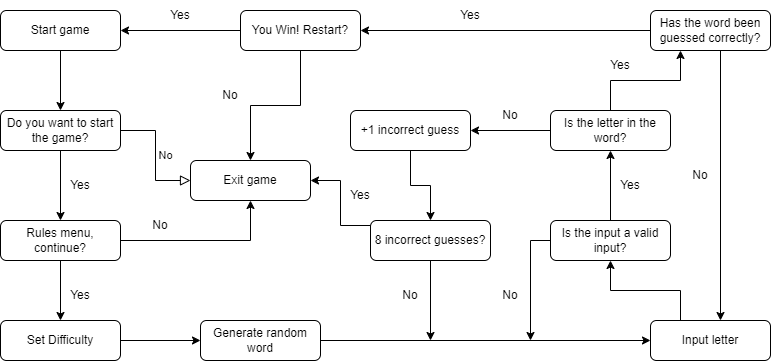 Yes
Yes
Start game
You Win! Restart?
Has the word been
guessed correctly?
Yes
No
Do you want to start
the game?
+1 incorrect guess
No
Is the letter in the
word?
No
Exit game
Yes
Yes
Yes
No
Rules menu,
continue?
No
8 incorrect guesses?
Is the input a valid
input?
Yes
No
No
Set Difficulty
Generate random
word
Input letter